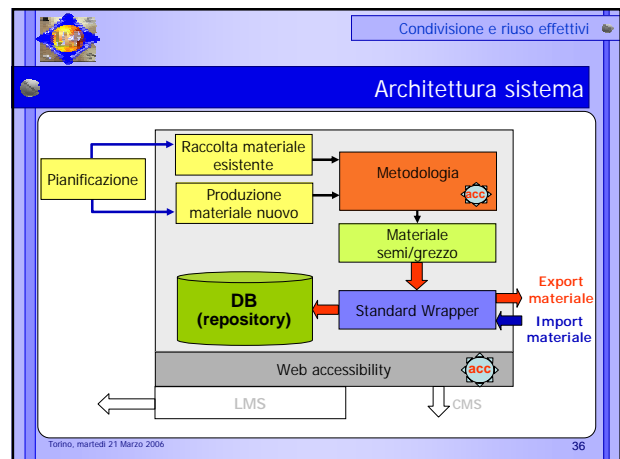 Condivisione e riuso effettivi
Architettura sistema
Pianificazione
Raccolta materiale
esistente
Produzione
materiale nuovo
Metodologia
acc
Materiale
semi/grezzo
DB
(repository)
Standard Wrapper
Export
materiale
Import
materiale
Web accessibility
acc
LMS
CMS
Torino, martedì 21 Marzo 2006
36